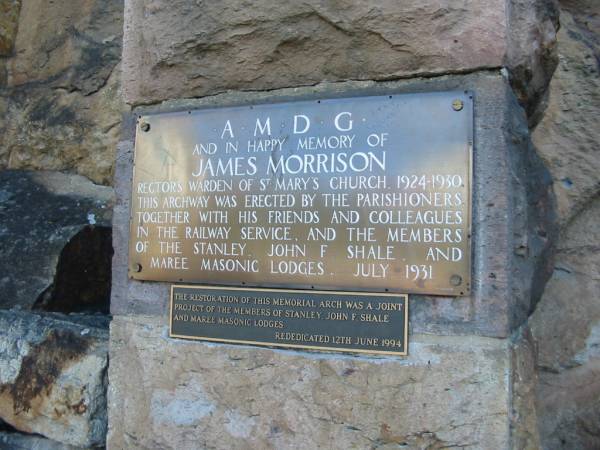 A · M · D · G ·
AND IN HAPPY MEMORY OF
JAMES MORRISON
RECTOR'S WARDEN OF ST MARY'S CHURCH. 1924-1930.
THIS ARCHWAY WAS ERECTED BY THE PARISHIONERS.
TOGETHER WITH HIS FRIENDS AND COLLEAGUES
IN THE RAILWAY SERVICE, AND THE MEMBERS
OF THE STANLEY. JOHN F SHALE. AND
MAREE MASONIC LODGES. JULY 1931
THE RESTORATION OF THIS MEMORIAL ARCH WAS A JOINT
PROJECT OF THE MEMBERS OF STANLEY, JOHN F. SHALE
AND MAREE MASONIC LODGES
REDEDICATED 12TH JUNE 1994